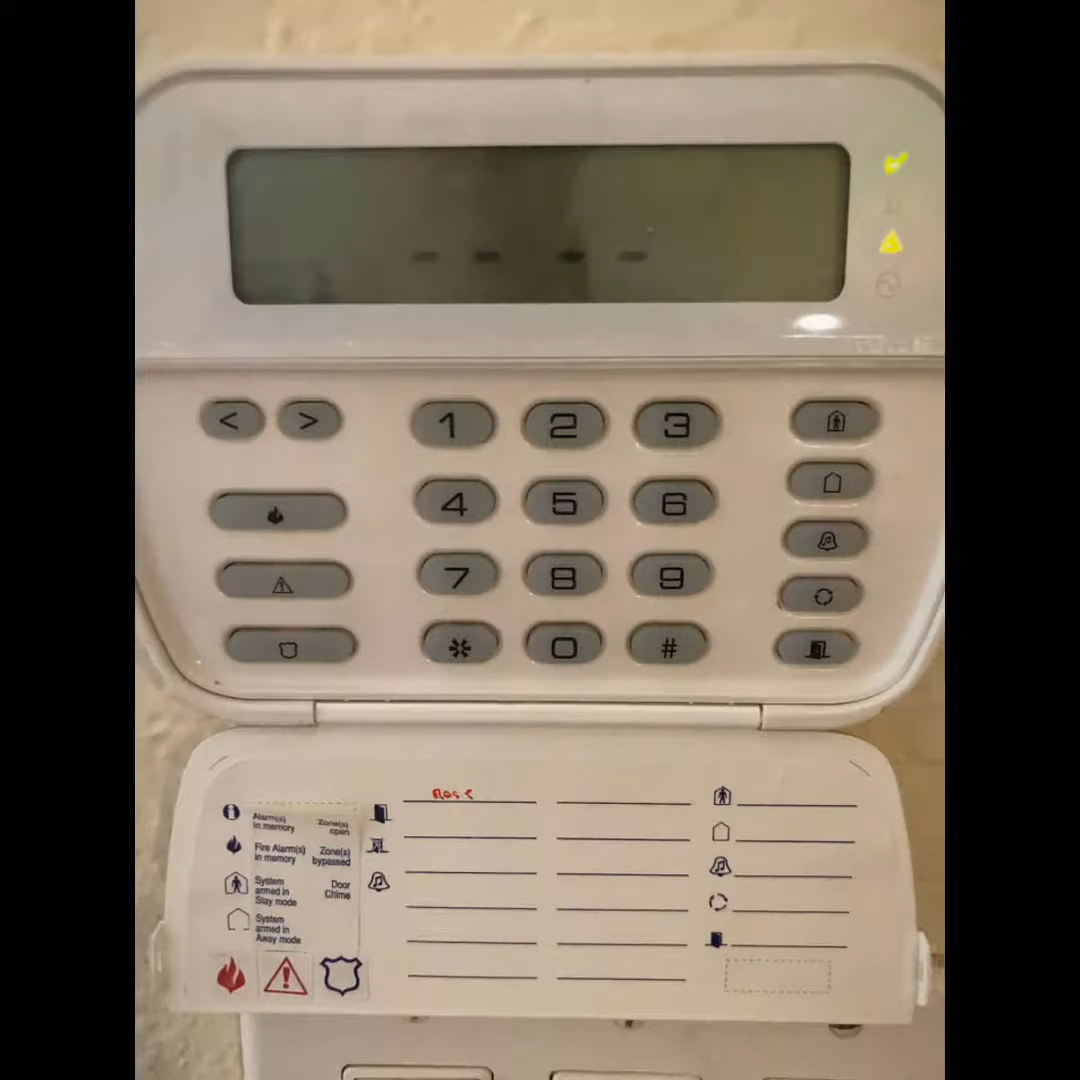 - - - -
< > 1 2 3
4 5 6
7 8 9
* 0 #
Alarm(s) in memory
Zone(s) open
Fire Alarm(s) in memory
Zone(s) bypassed
System armed in Stay mode
Door Chime
System armed in Away mode